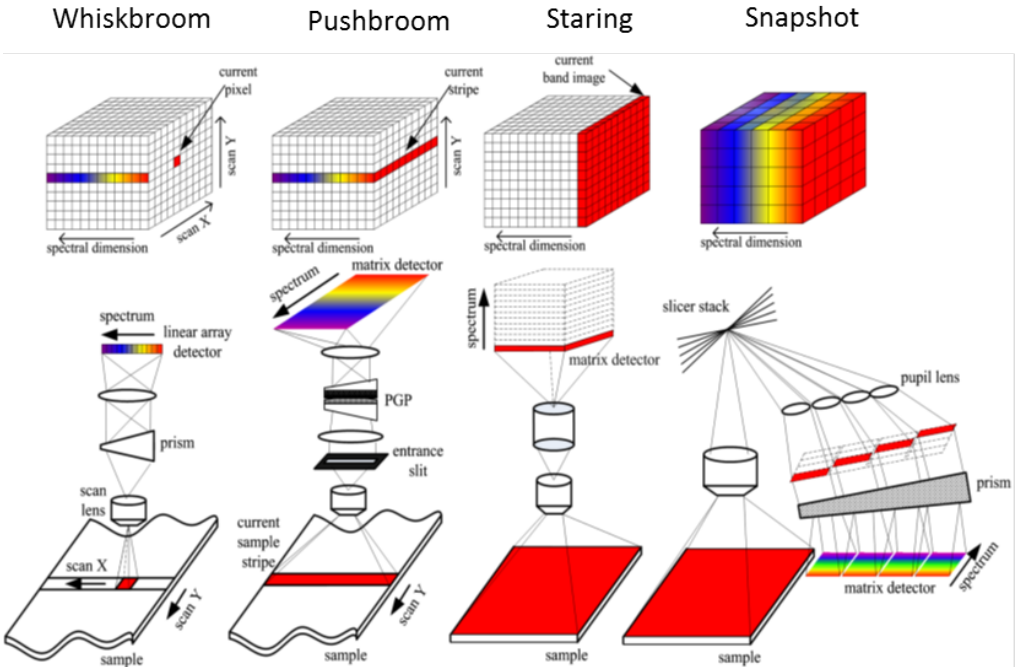 Whiskbroom
Pushbroom
Staring
Snapshot
current
pixel
scan Y
scan X
spectral dimension
current
stripe
scan Y
spectral dimension
current
band image
spectral dimension
spectral dimension
spectrum
linear array
detector
prism
scan
lens
scan X
scan Y
sample
matrix detector
spectrum
PGP
entrance
slit
current
sample
stripe
scan Y
sample
spectrum
matrix detector
sample
slicer stack
pupil lens
prism
matrix detector
spectrum
sample